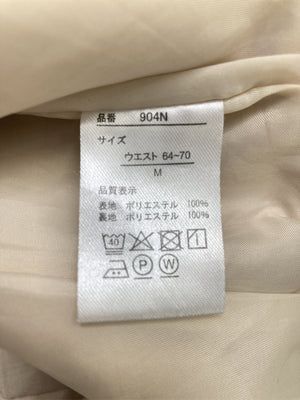 品番 904N
サイズ
ウエスト 64~70
M
品質表示
表地 ポリエステル 100%
裏地 ポリエステル 100%
40
P W